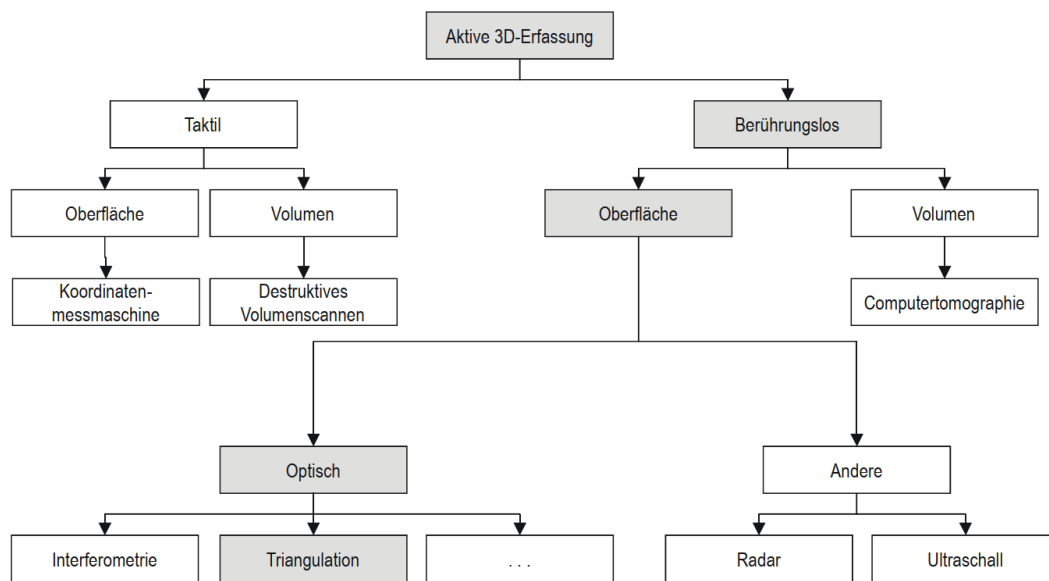 Aktive 3D-Erfassung
Taktil
Berührungslos
Oberfläche
Volumen
Oberfläche
Volumen
Koordinaten-
messmaschine
Destruktives
Volumenscannen
Computertomographie
Optisch
Andere
Interferometrie
Triangulation
. . .
Radar
Ultraschall